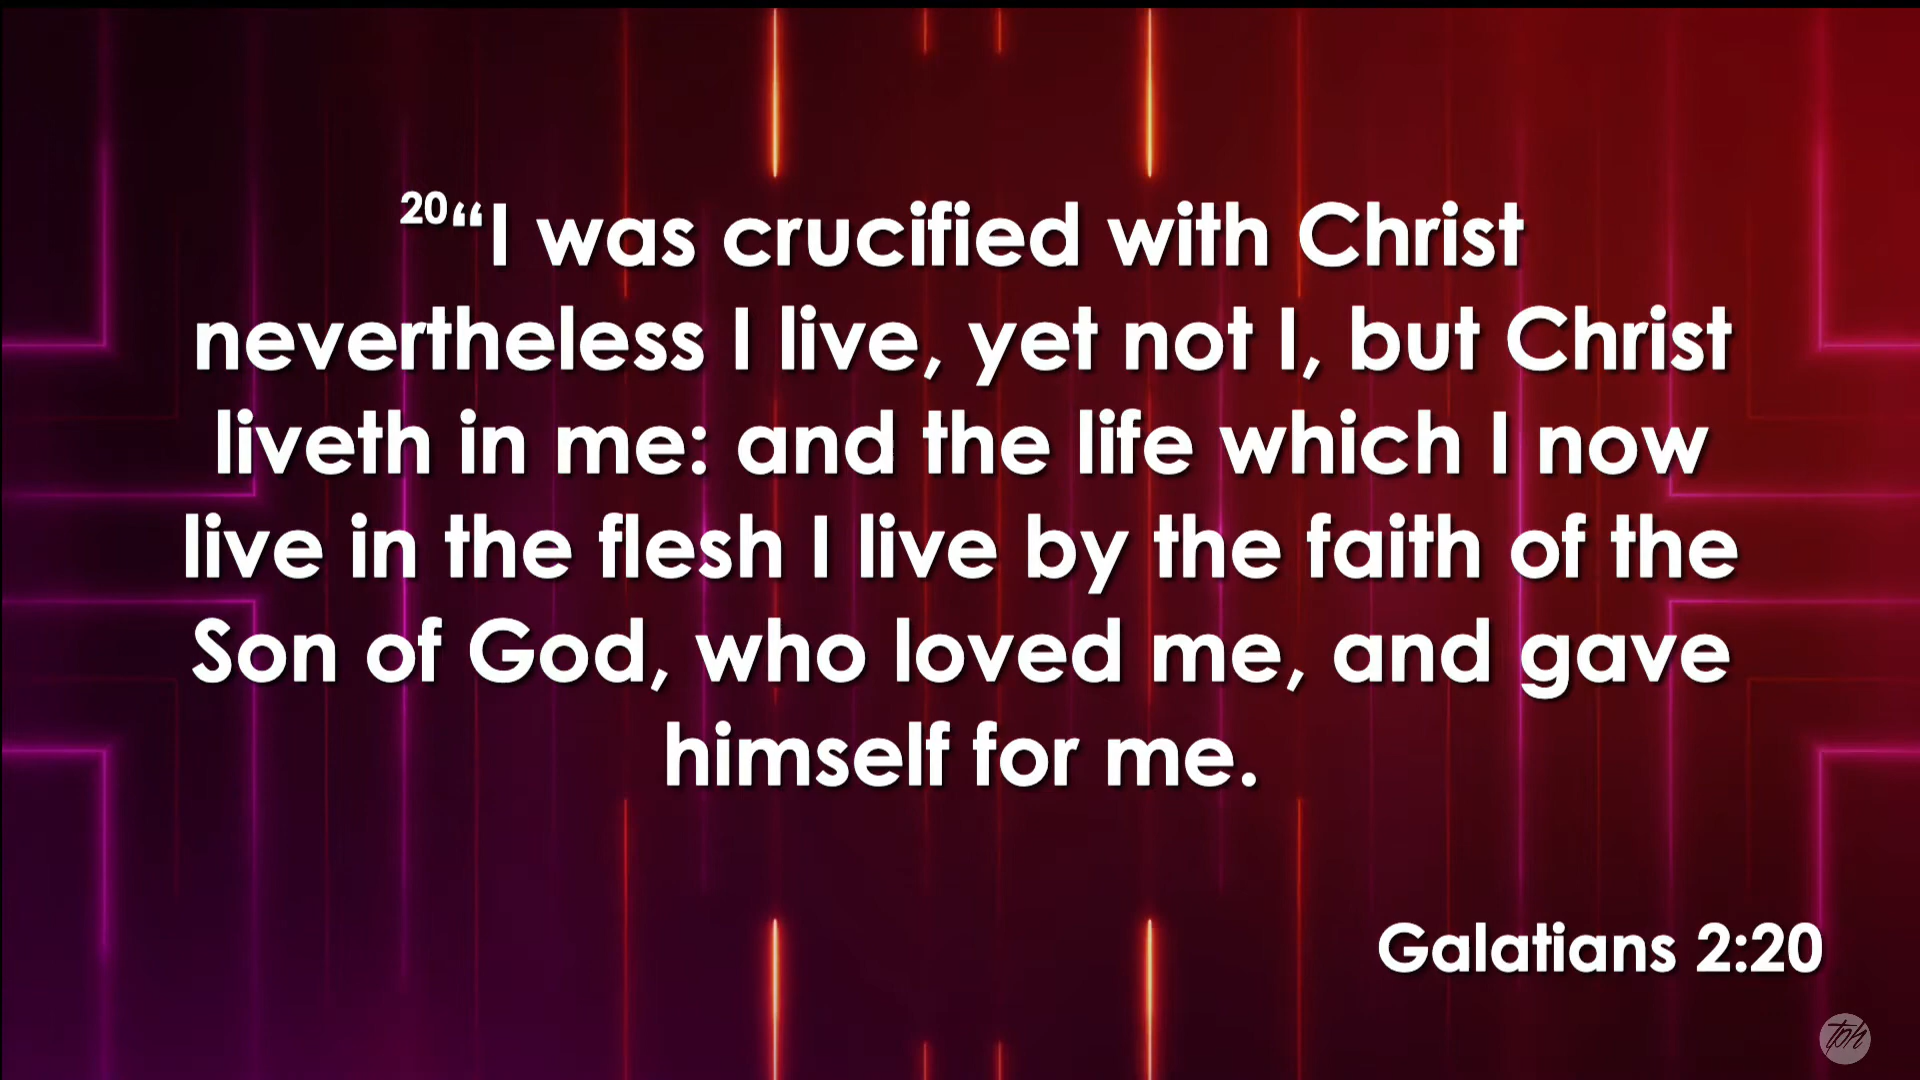 20“I was crucified with Christ
nevertheless I live, yet not I, but Christ
liveth in me: and the life which I now
live in the flesh I live by the faith of the
Son of God, who loved me, and gave
himself for me.
Galatians 2:20
tph